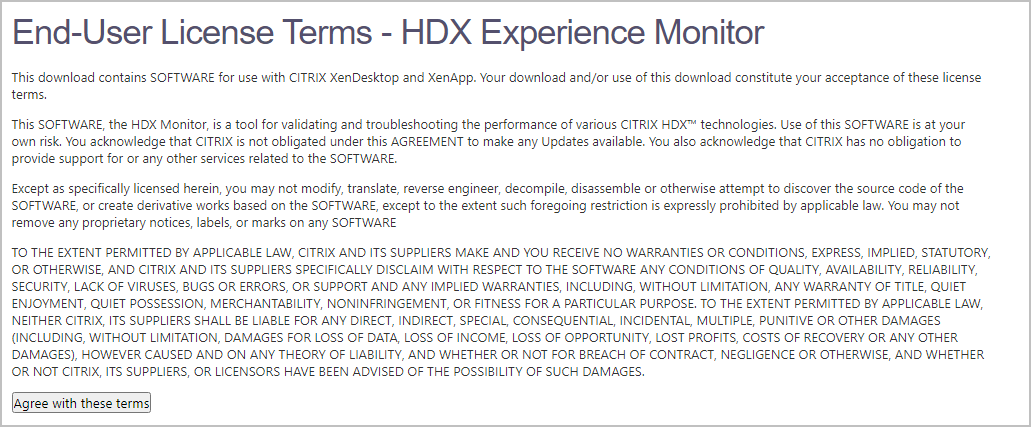 End-User License Terms - HDX Experience Monitor
This download contains SOFTWARE for use with CITRIX XenDesktop and XenApp. Your download and/or use of this download constitute your acceptance of these license
terms.
This SOFTWARE, the HDX Monitor, is a tool for validating and troubleshooting the performance of various CITRIX HDX™ technologies. Use of this SOFTWARE is at your
own risk. You acknowledge that CITRIX is not obligated under this AGREEMENT to make any Updates available. You also acknowledge that CITRIX has no obligation to
provide support for or any other services related to the SOFTWARE.
Except as specifically licensed herein, you may not modify, translate, reverse engineer, decompile, disassemble or otherwise attempt to discover the source code of the
SOFTWARE, or create derivative works based on the SOFTWARE, except to the extent such foregoing restriction is expressly prohibited by applicable law. You may not
remove any proprietary notices, labels, or marks on any SOFTWARE
TO THE EXTENT PERMITTED BY APPLICABLE LAW, CITRIX AND ITS SUPPLIERS MAKE AND YOU RECEIVE NO WARRANTIES OR CONDITIONS, EXPRESS, IMPLIED, STATUTORY,
OR OTHERWISE, AND CITRIX AND ITS SUPPLIERS SPECIFICALLY DISCLAIM WITH RESPECT TO THE SOFTWARE ANY CONDITIONS OF QUALITY, AVAILABILITY, RELIABILITY,
SECURITY, LACK OF VIRUSES, BUGS OR ERRORS, OR SUPPORT AND ANY IMPLIED WARRANTIES, INCLUDING, WITHOUT LIMITATION, ANY WARRANTY OF TITLE, QUIET
ENJOYMENT, QUIET POSSESSION, MERCHANTABILITY, NONINFRINGEMENT, OR FITNESS FOR A PARTICULAR PURPOSE. TO THE EXTENT PERMITTED BY APPLICABLE LAW,
NEITHER CITRIX, ITS SUPPLIERS SHALL BE LIABLE FOR ANY DIRECT, INDIRECT, SPECIAL, CONSEQUENTIAL, INCIDENTAL, MULTIPLE, PUNITIVE OR OTHER DAMAGES
(INCLUDING, WITHOUT LIMITATION, DAMAGES FOR LOSS OF DATA, LOSS OF INCOME, LOSS OF OPPORTUNITY, LOST PROFITS, COSTS OF RECOVERY OR ANY OTHER
DAMAGES), HOWEVER CAUSED AND ON ANY THEORY OF LIABILITY, AND WHETHER OR NOT FOR BREACH OF CONTRACT, NEGLIGENCE OR OTHERWISE, AND WHETHER
OR NOT CITRIX, ITS SUPPLIERS, OR LICENSORS HAVE BEEN ADVISED OF THE POSSIBILITY OF SUCH DAMAGES.
Agree with these terms